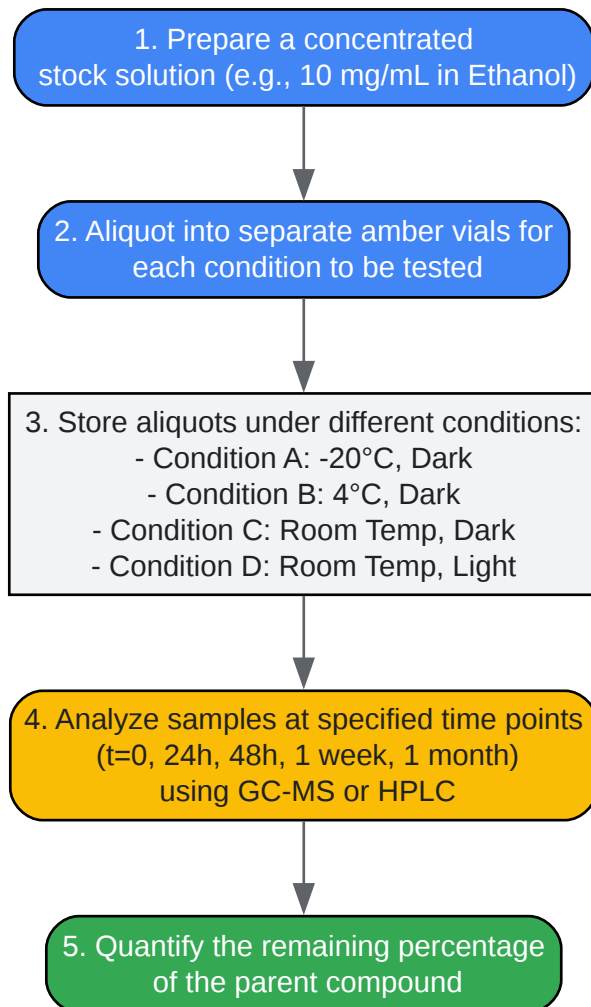 1. Prepare a concentrated
stock solution (e.g., 10 mg/mL in Ethanol)
2. Aliquot into separate amber vials for
each condition to be tested
3. Store aliquots under different conditions:
- Condition A: -20°C, Dark
- Condition B: 4°C, Dark
- Condition C: Room Temp, Dark
- Condition D: Room Temp, Light
4. Analyze samples at specified time points
(t=0, 24h, 48h, 1 week, 1 month)
using GC-MS or HPLC
5. Quantify the remaining percentage
of the parent compound